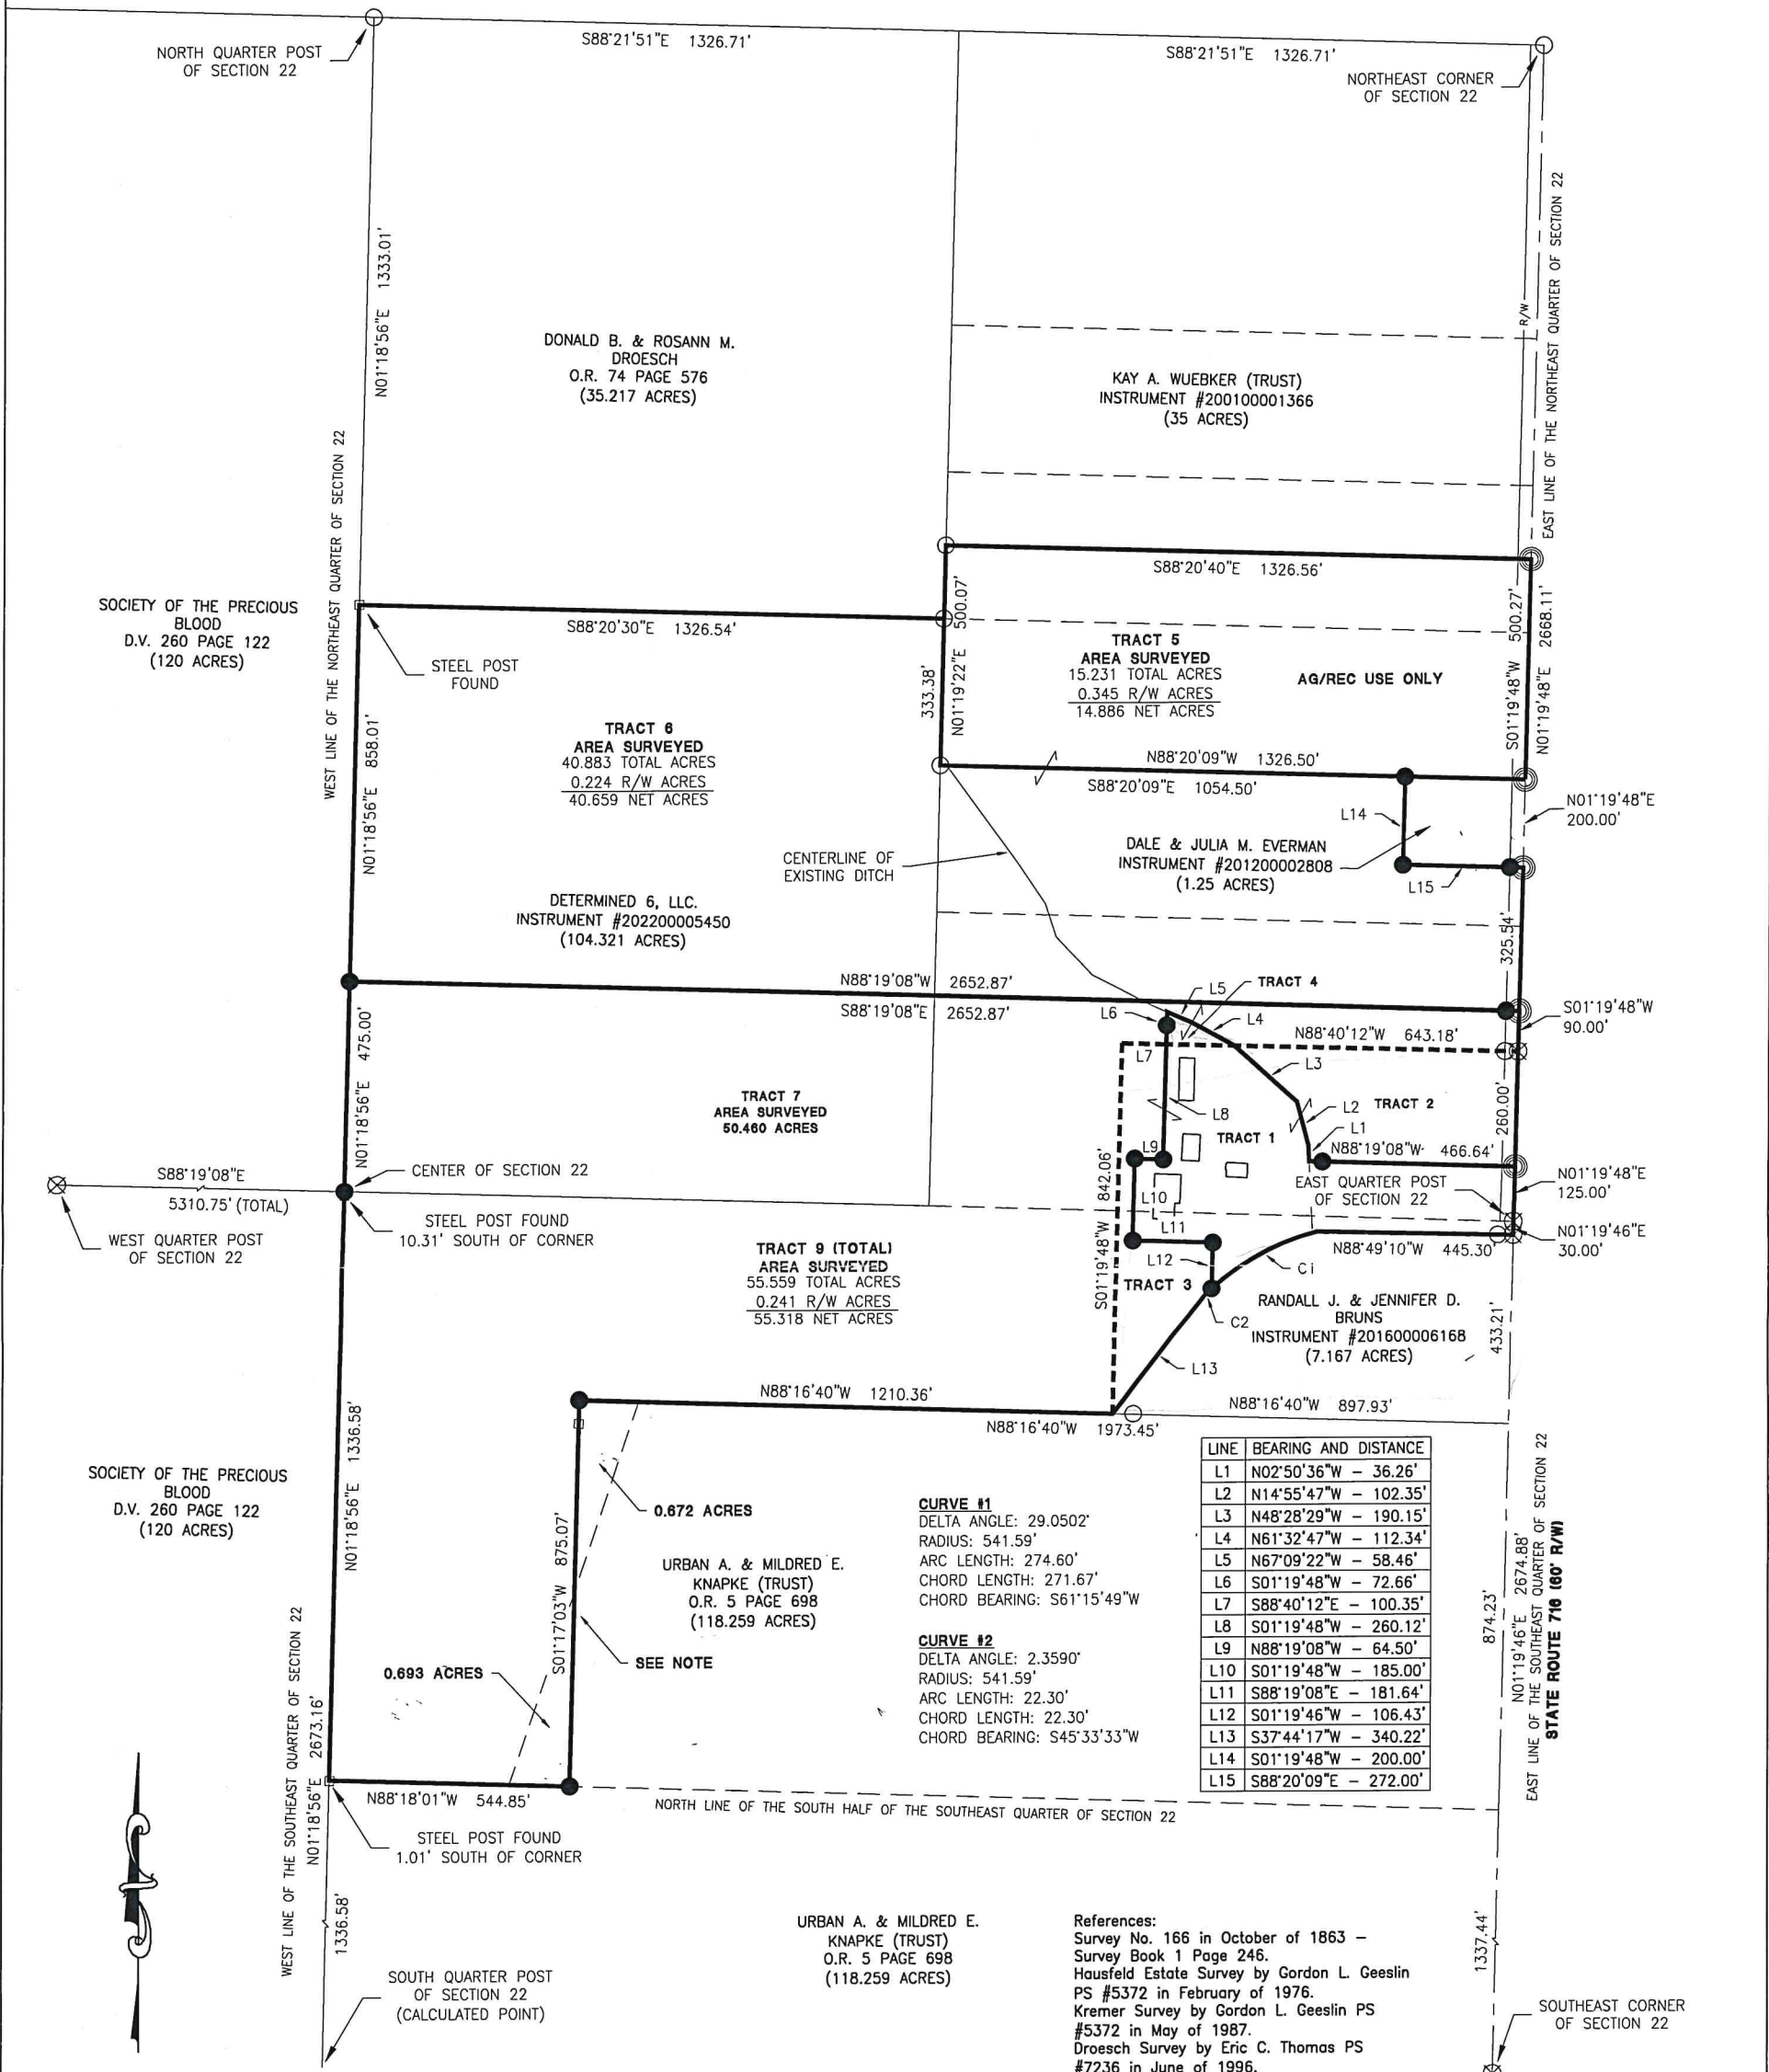 S88°21'51"E 1326.71'
S88°21'51"E 1326.71'
NORTH QUARTER POST
OF SECTION 22
NORTHEAST CORNER
OF SECTION 22
N01°18'56"E 1333.01'
DONALD B. & ROSANN M.
DROESCH
O.R. 74 PAGE 576
(35.217 ACRES)
KAY A. WUEBKER (TRUST)
INSTRUMENT #200100001366
(35 ACRES)
R/W
EAST LINE OF THE NORTHEAST QUARTER OF SECTION 22
WEST LINE OF THE NORTHEAST QUARTER OF SECTION 22
SOCIETY OF THE PRECIOUS
BLOOD
D.V. 260 PAGE 122
(120 ACRES)
STEEL POST
FOUND
S88°20'30"E 1326.54'
S88°20'40"E 1326.56'
333.38'
N01°19'22"E 500.07'
TRACT 5
AREA SURVEYED
15.231 TOTAL ACRES
0.345 R/W ACRES
14.886 NET ACRES
AG/REC USE ONLY
S01°19'48"W 500.27'
N01°19'48"E 2668.11'
N01°18'56"E 858.01'
TRACT 6
AREA SURVEYED
40.883 TOTAL ACRES
0.224 R/W ACRES
40.659 NET ACRES
N88°20'09"W 1326.50'
S88°20'09"E 1054.50'
L14
N01°19'48"E
200.00'
CENTERLINE OF
EXISTING DITCH
DALE & JULIA M. EVERMAN
INSTRUMENT #201200002808
(1.25 ACRES)
L15
DETERMINED 6, LLC.
INSTRUMENT #202200005450
(104.321 ACRES)
325.54'
N88°19'08"W 2652.87'
S88°19'08"E 2652.87'
L5
TRACT 4
L6
L4
N88°40'12"W 643.18'
S01°19'48"W
90.00'
N01°18'56"E 475.00'
L7
L3
TRACT 7
AREA SURVEYED
50.460 ACRES
L8
L2
TRACT 2
260.00'
L1
TRACT 1
L9
N88°19'08"W 466.64'
S88°19'08"E
5310.75' (TOTAL)
CENTER OF SECTION 22
S01°19'48"W 842.06'
L10
EAST QUARTER POST
OF SECTION 22
N01°19'48"E
125.00'
WEST QUARTER POST
OF SECTION 22
STEEL POST FOUND
10.31' SOUTH OF CORNER
TRACT 9 (TOTAL)
AREA SURVEYED
55.559 TOTAL ACRES
0.241 R/W ACRES
55.318 NET ACRES
L11
L12
N88°49'10"W 445.30'
N01°19'46"E
30.00'
TRACT 3
C1
C2
RANDALL J. & JENNIFER D.
BRUNS
INSTRUMENT #201600006168
(7.167 ACRES)
433.21'
L13
N88°16'40"W 1210.36'
N88°16'40"W 897.93'
N88°16'40"W 1973.45'
N01°18'56"E 1336.58'
SOCIETY OF THE PRECIOUS
BLOOD
D.V. 260 PAGE 122
(120 ACRES)
0.672 ACRES
S01°17'03"W 875.07'
URBAN A. & MILDRED E.
KNAPKE (TRUST)
O.R. 5 PAGE 698
(118.259 ACRES)
SEE NOTE
0.693 ACRES
CURVE #1
DELTA ANGLE: 29.0502°
RADIUS: 541.59'
ARC LENGTH: 274.60'
CHORD LENGTH: 271.67'
CHORD BEARING: S61°15'49"W
CURVE #2
DELTA ANGLE: 2.3590°
RADIUS: 541.59'
ARC LENGTH: 22.30'
CHORD LENGTH: 22.30'
CHORD BEARING: S45°33'33"W
LINE BEARING AND DISTANCE
L1 N02°50'36"W - 36.26'
L2 N14°55'47"W - 102.35'
L3 N48°28'29"W - 190.15'
L4 N61°32'47"W - 112.34'
L5 N67°09'22"W - 58.46'
L6 S01°19'48"W - 72.66'
L7 S88°40'12"E - 100.35'
L8 S01°19'48"W - 260.12'
L9 N88°19'08"W - 64.50'
L10 S01°19'48"W - 185.00'
L11 S88°19'08"E - 181.64'
L12 S01°19'46"W - 106.43'
L13 S37°44'17"W - 340.22'
L14 S01°19'48"W - 200.00'
L15 S88°20'09"E - 272.00'
874.23'
N01°19'46"E 2674.88'
EAST LINE OF THE SOUTHEAST QUARTER OF SECTION 22
STATE ROUTE 716 (60' R/W)
WEST LINE OF THE SOUTHEAST QUARTER OF SECTION 22
N01°18'56"E 2673.16'
N88°18'01"W 544.85'
NORTH LINE OF THE SOUTH HALF OF THE SOUTHEAST QUARTER OF SECTION 22
STEEL POST FOUND
1.01' SOUTH OF CORNER
1336.58'
SOUTH QUARTER POST
OF SECTION 22
(CALCULATED POINT)
URBAN A. & MILDRED E.
KNAPKE (TRUST)
O.R. 5 PAGE 698
(118.259 ACRES)
References:
Survey No. 166 in October of 1863 -
Survey Book 1 Page 246.
Hausfeld Estate Survey by Gordon L. Geeslin
PS #5372 in February of 1976.
Kremer Survey by Gordon L. Geeslin PS
#5372 in May of 1987.
Droesch Survey by Eric C. Thomas PS
#7236 in June of 1996.
1337.44'
SOUTHEAST CORNER
OF SECTION 22